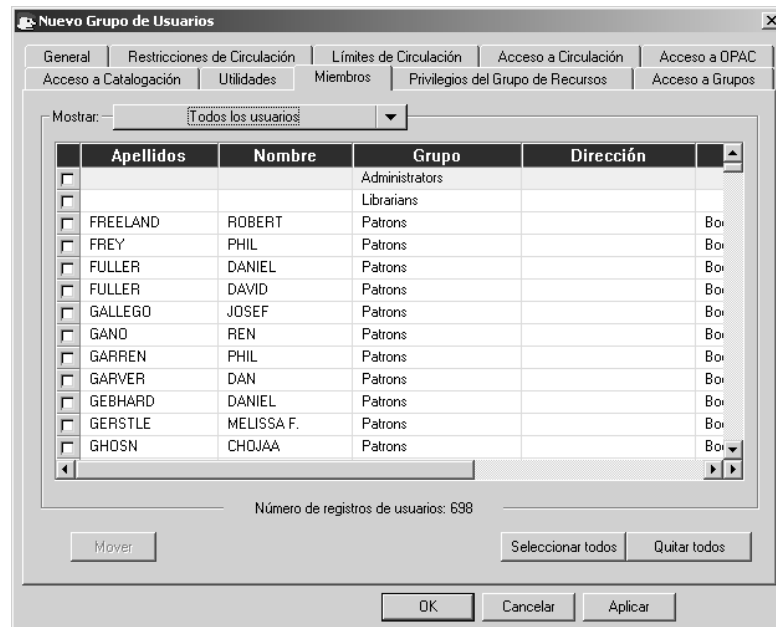 Nuevo Grupo de Usuarios
General Restricciones de Circulación Límites de Circulación Acceso a Circulación Acceso a OPAC
Acceso a Catalogación Utilidades Miembros Privilegios del Grupo de Recursos Acceso a Grupos
Mostrar: Todos los usuarios
Apellidos Nombre Grupo Dirección
Administrators
Librarians
FREELAND ROBERT Patrons
FREY PHIL Patrons
FULLER DANIEL Patrons
FULLER DAVID Patrons
GALLEGO JOSEF Patrons
GANO REN Patrons
GARREN PHIL Patrons
GARVER DAN Patrons
GEBHARD DANIEL Patrons
GERSTLE MELISSA F. Patrons
GHOSN CHOJAA Patrons
Número de registros de usuarios: 698
Mover Seleccionar todos Quitar todos
OK Cancelar Aplicar